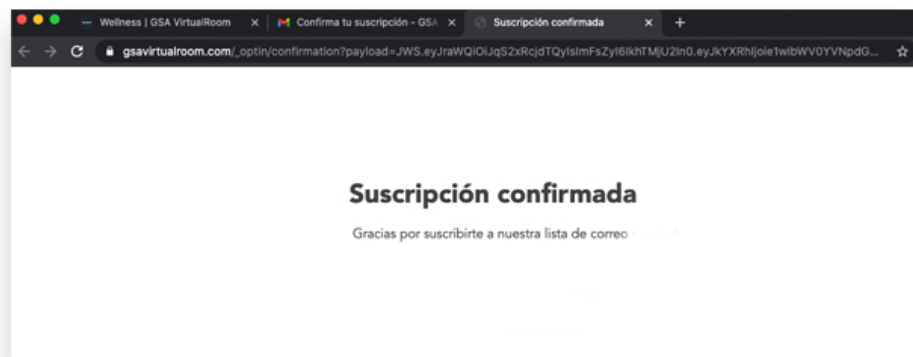 Wellness | GSA VirtualRoom
Confirma tu suscripción - GSA
Suscripción confirmada
gsavirtualroom.com/_optin/confirmation?payload=JWS.eyJraWQiOiJqS2xRcjdTQyIsImFsZyI6IkhTMjU2In0.eyJkYXRhIjoie1wibWV0YVNpdG...
Suscripción confirmada
Gracias por suscribirte a nuestra lista de correo